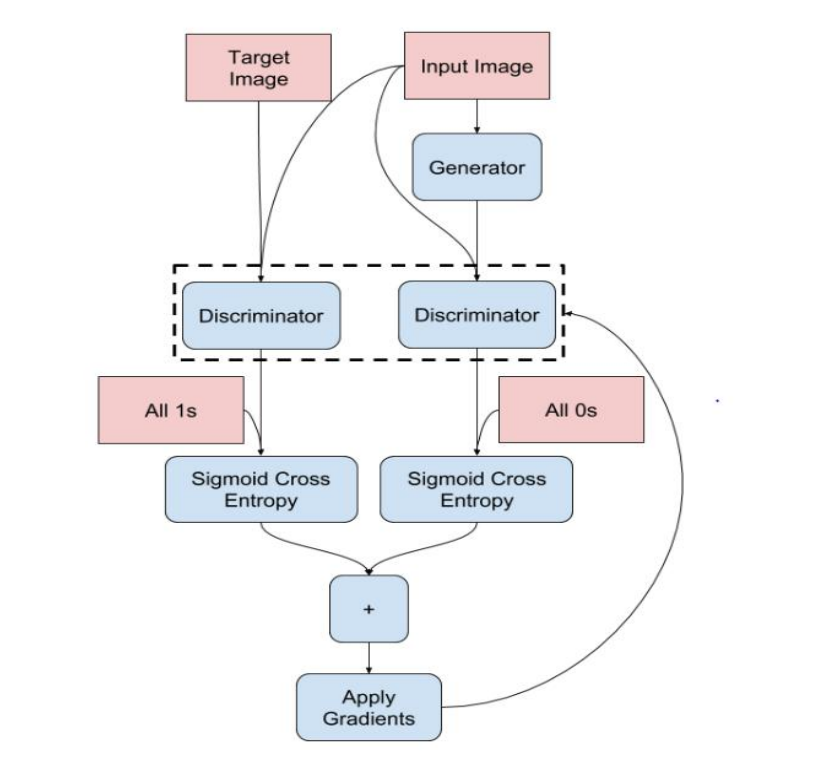 Target
Image
Input Image
Generator
Discriminator
Discriminator
All 1s
All 0s
Sigmoid Cross
Entropy
Sigmoid Cross
Entropy
+
Apply
Gradients